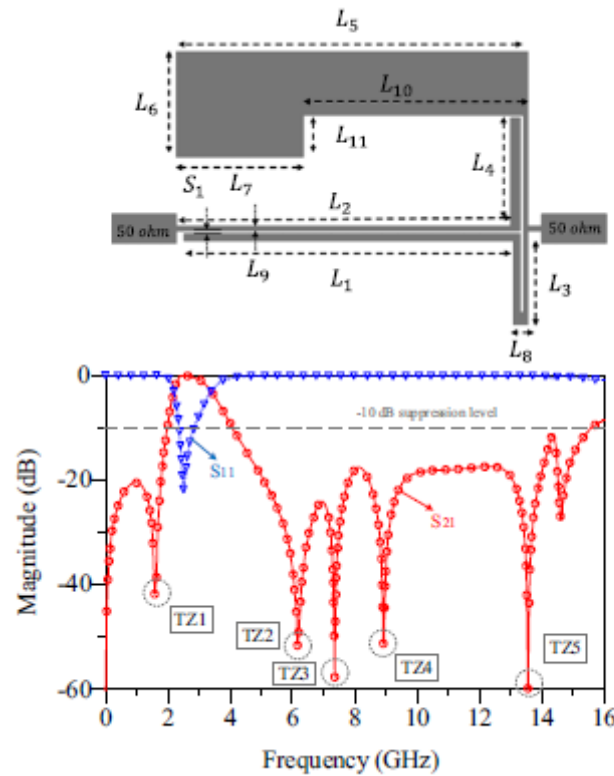 L5
L10
L6
L11
L4
S1
L7
L2
50 ohm
50 ohm
L9
L1
L3
L8
0
-10 dB suppression level
S11
-20
S21
Magnitude (dB)
-40
TZ1
TZ2
TZ3
TZ4
TZ5
-60
0 2 4 6 8 10 12 14 16
Frequency (GHz)